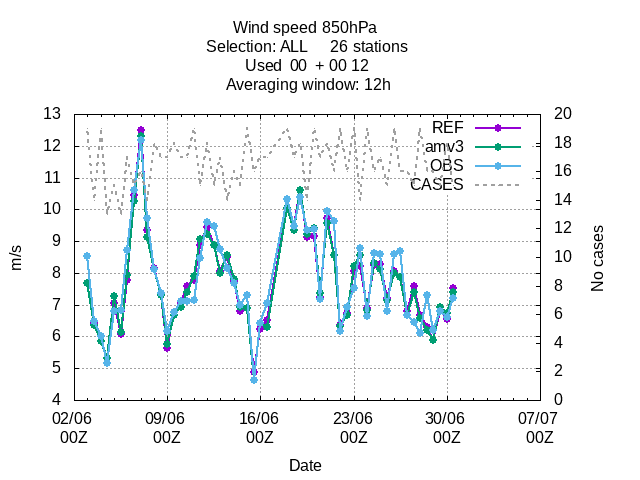 Wind speed 850hPa
Selection: ALL 26 stations
Used 00 + 00 12
Averaging window: 12h
13
12
11
10
9
8
7
6
5
4
m/s
20
18
16
14
12
10
8
6
4
2
0
No cases
REF
amv3
OBS
CASES
02/06 09/06 16/06 23/06 30/06 07/07
00Z 00Z 00Z 00Z 00Z 00Z
Date